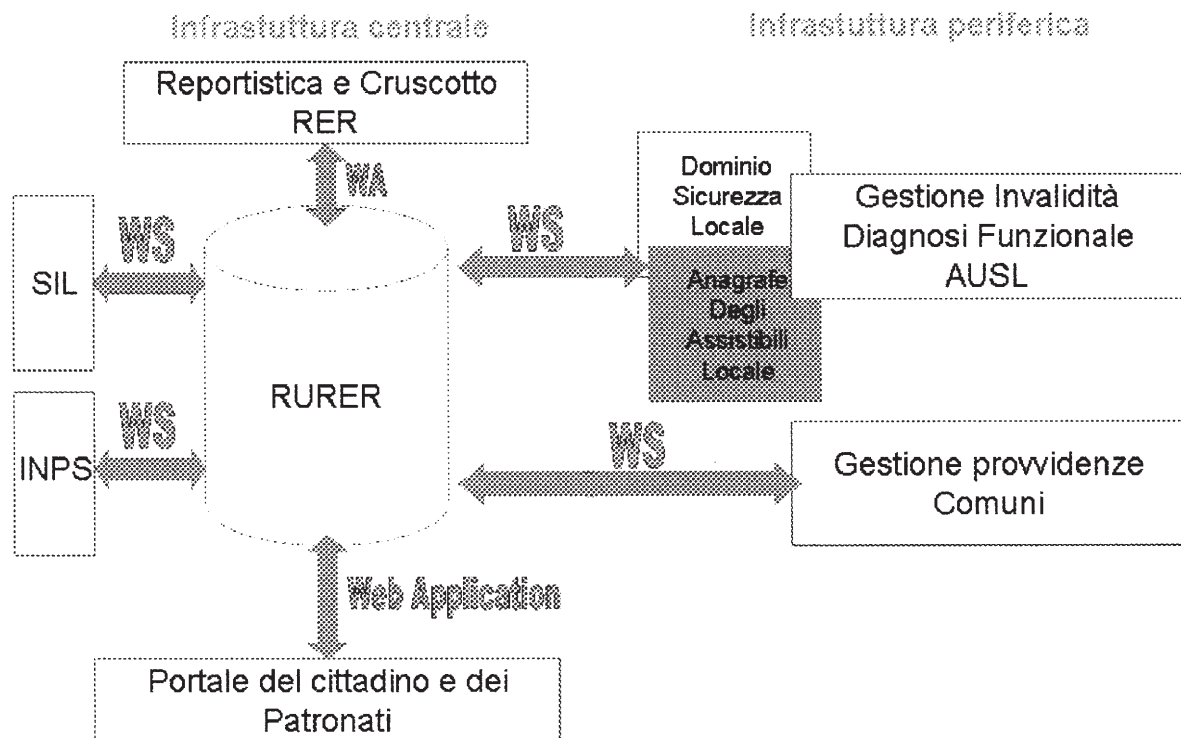 Infrastuttura centrale
Infrastuttura periferica
Reportistica e Cruscotto
RER
WA
SIL
WS
INPS
WS
RURER
WS
Dominio
Sicurezza
Locale
Anagrafe
Degli
Assistibili
Locale
Gestione Invalidità
Diagnosi Funzionale
AUSL
WS
Gestione provvidenze
Comuni
Web Application
Portale del cittadino e dei
Patronati